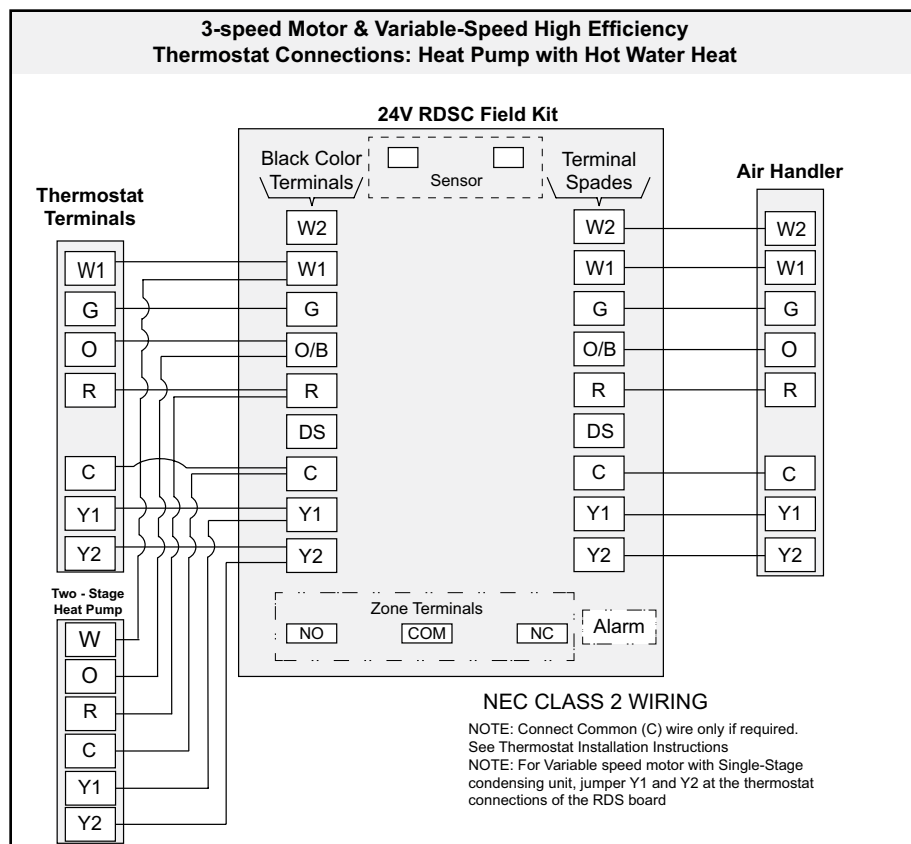 3-speed Motor & Variable-Speed High Efficiency
Thermostat Connections: Heat Pump with Hot Water Heat
24V RDSC Field Kit
Black Color
Terminals
Sensor
Terminal
Spades
Air Handler
Thermostat
Terminals
W1
G
O
R
C
Y1
Y2
W2
W1
G
O/B
R
DS
C
Y1
Y2
W2
W1
G
O/B
R
DS
C
Y1
Y2
W2
W1
G
O
R
C
Y1
Y2
Two - Stage
Heat Pump
W
O
R
C
Y1
Y2
Zone Terminals
NO
COM
NC
Alarm
NEC CLASS 2 WIRING
NOTE: Connect Common (C) wire only if required.
See Thermostat Installation Instructions
NOTE: For Variable speed motor with Single-Stage
condensing unit, jumper Y1 and Y2 at the thermostat
connections of the RDS board